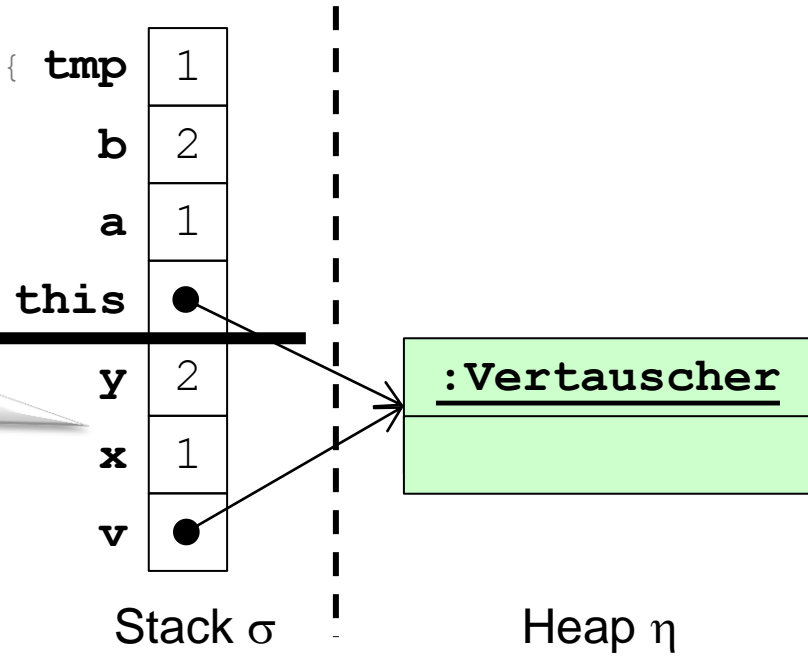 { tmp 1
b 2
a 1
this
y 2
:Vertauscher
x 1
v
Stack σ
Heap η